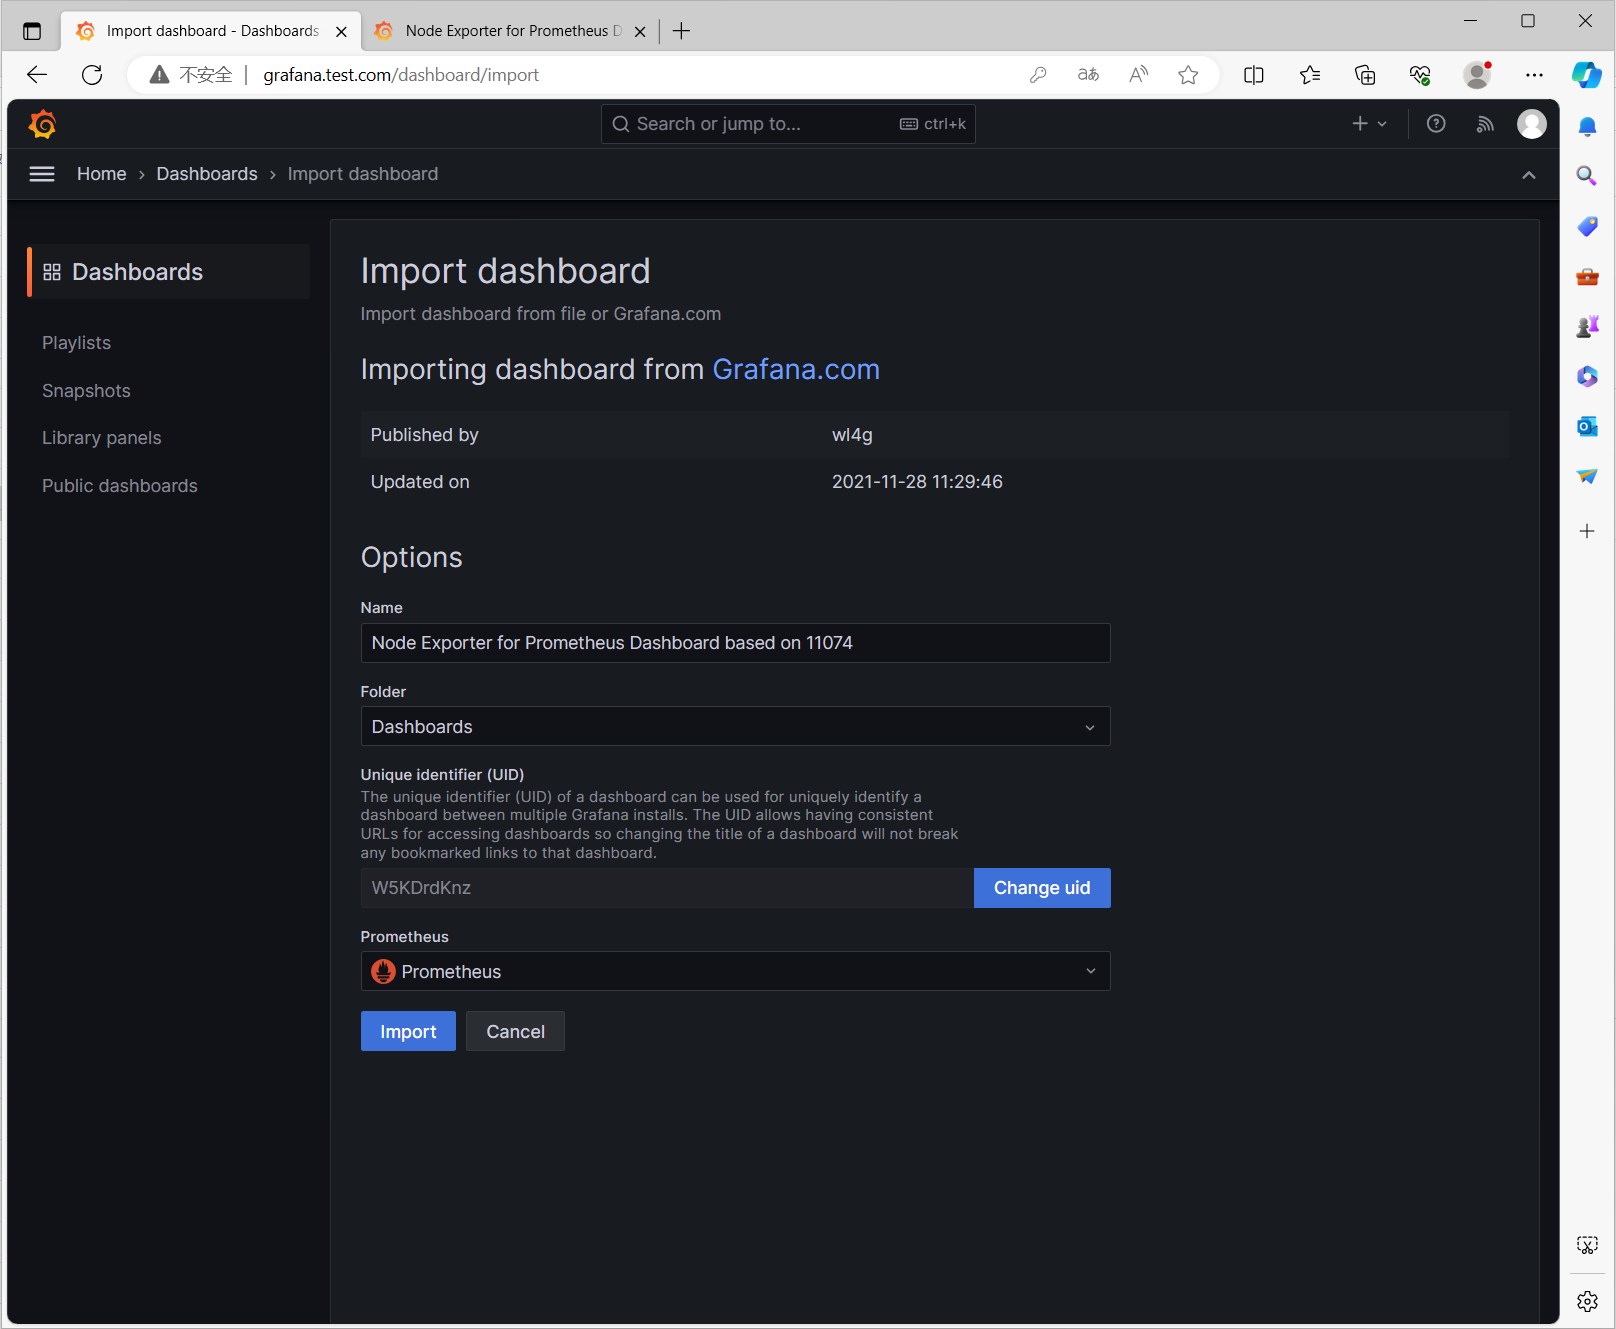 Import dashboard - Dashboards
Node Exporter for Prometheus D
不安全
grafana.test.com/dashboard/import
Search or jump to...
ctrl+k
Home › Dashboards › Import dashboard
Dashboards
Playlists
Snapshots
Library panels
Public dashboards
Import dashboard
Import dashboard from file or Grafana.com
Importing dashboard from Grafana.com
Published by wl4g
Updated on 2021-11-28 11:29:46
Options
Name
Node Exporter for Prometheus Dashboard based on 11074
Folder
Dashboards
Unique identifier (UID)
The unique identifier (UID) of a dashboard can be used for uniquely identify a
dashboard between multiple Grafana installs. The UID allows having consistent
URLs for accessing dashboards so changing the title of a dashboard will not break
any bookmarked links to that dashboard.
W5KDrdKnz
Change uid
Prometheus
Prometheus
Import
Cancel